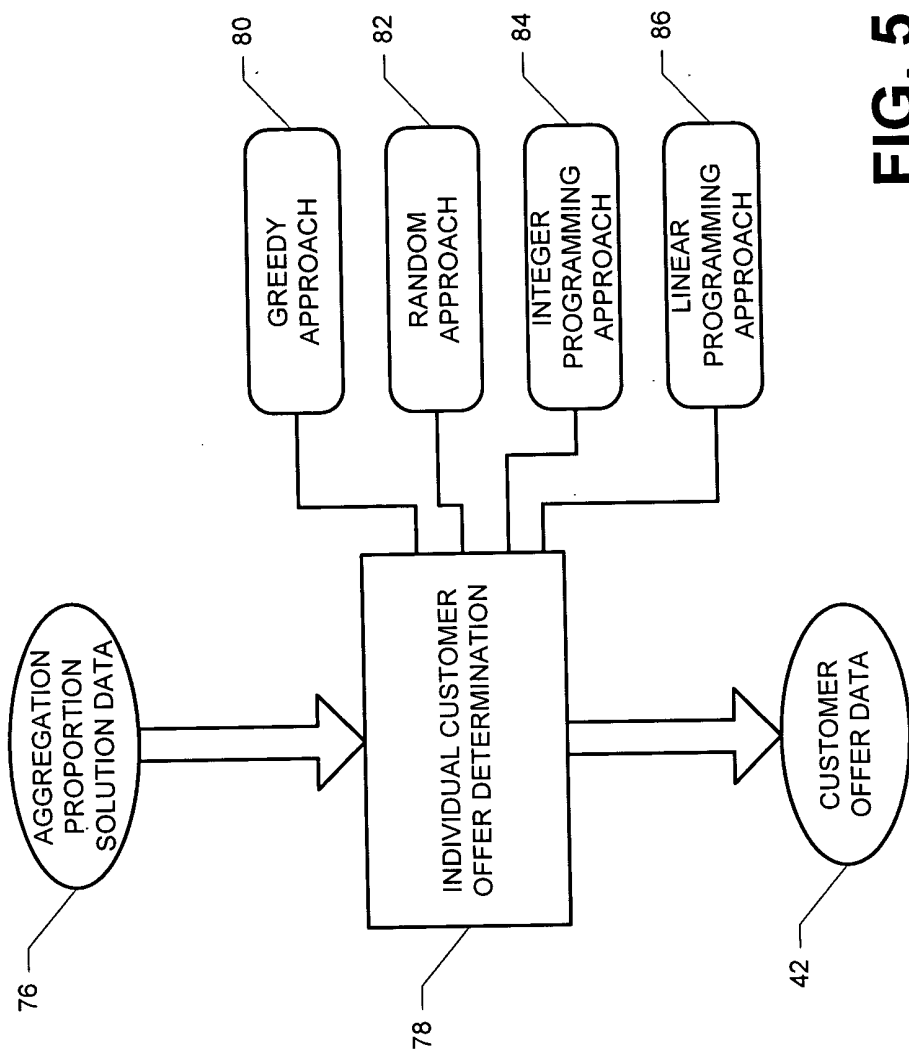 76
AGGREGATION
PROPORTION
SOLUTION DATA
78
INDIVIDUAL CUSTOMER
OFFER DETERMINATION
GREEDY
APPROACH
80
RANDOM
APPROACH
82
INTEGER
PROGRAMMING
APPROACH
84
LINEAR
PROGRAMMING
APPROACH
86
42
CUSTOMER
OFFER DATA
FIG. 5